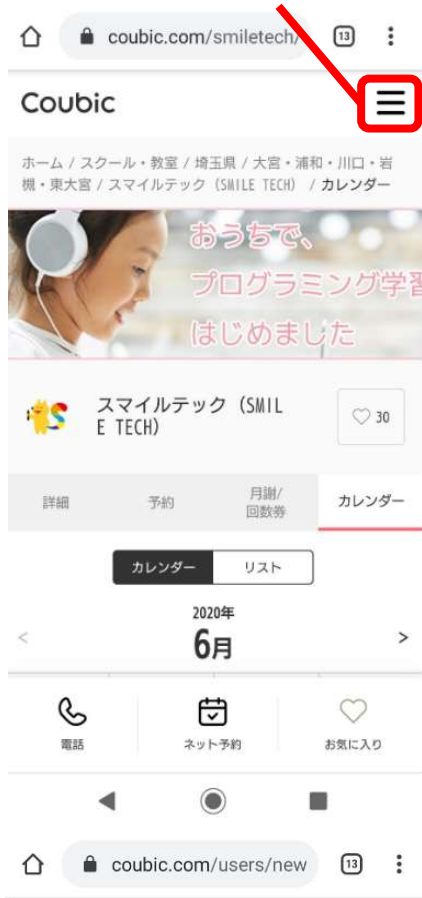 coubic.com/smiletech/
13
Coubic
ホーム / スクール・教室 / 埼玉県 / 大宮・浦和・川口・岩
槻・東大宮 / スマイルテック（SMILE TECH） / カレンダー
おうちで、
プログラミング学習
はじめました
スマイルテック（SMIL
E TECH）
30
詳細
予約
月謝/
回数券
カレンダー
カレンダー
リスト
2020年
<
6月
>
電話
ネット予約
お気に入り
coubic.com/users/new
13